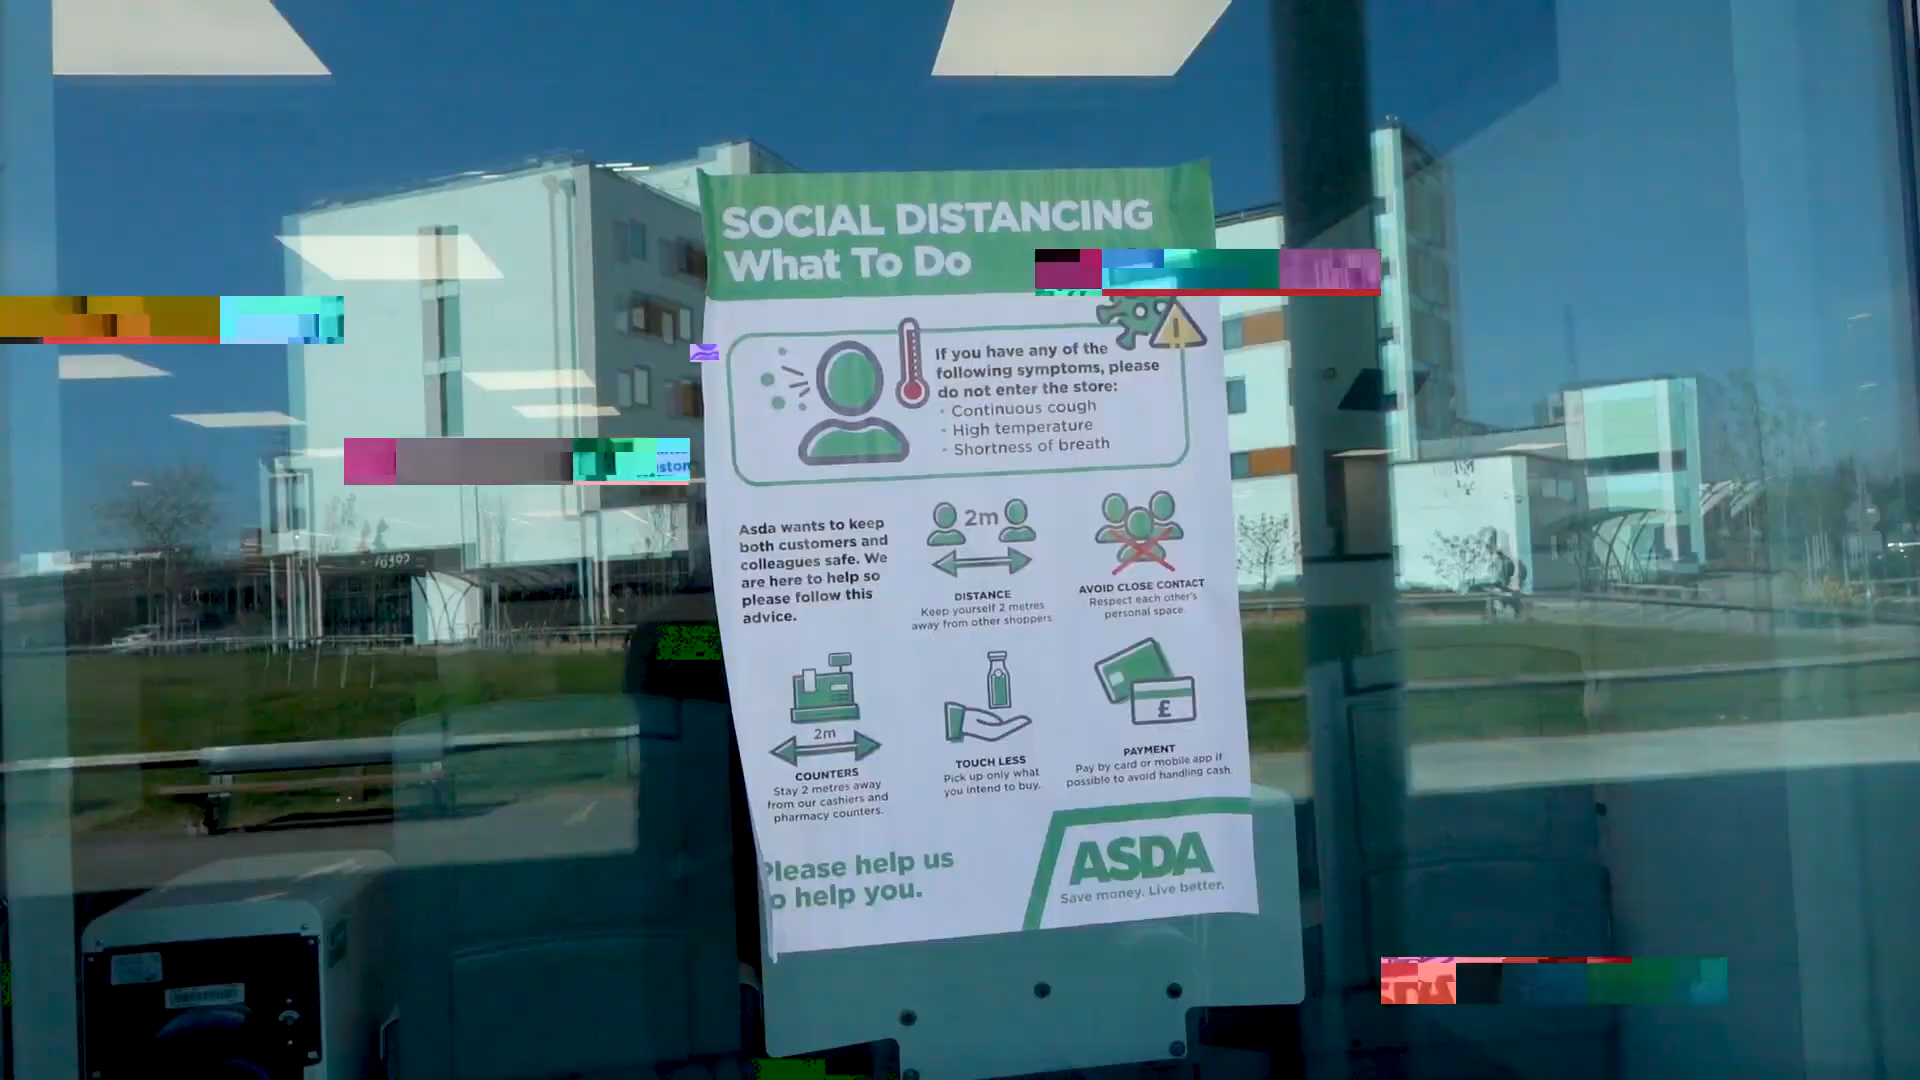 SOCIAL DISTANCING
What To Do
If you have any of the
following symptoms, please
do not enter the store:
• Continuous cough
• High temperature
• Shortness of breath
Asda wants to keep
both customers and
colleagues safe. We
are here to help so
please follow this
advice.
2m
DISTANCE
Keep yourself 2 metres
away from other shoppers
AVOID CLOSE CONTACT
Respect each other's
personal space.
2m
COUNTERS
Stay 2 metres away
from our cashiers and
pharmacy counters.
TOUCH LESS
Pick up only what
you intend to buy.
£
PAYMENT
Pay by card or mobile app if
possible to avoid handling cash.
Please help us
to help you.
ASDA
Save money. Live better.